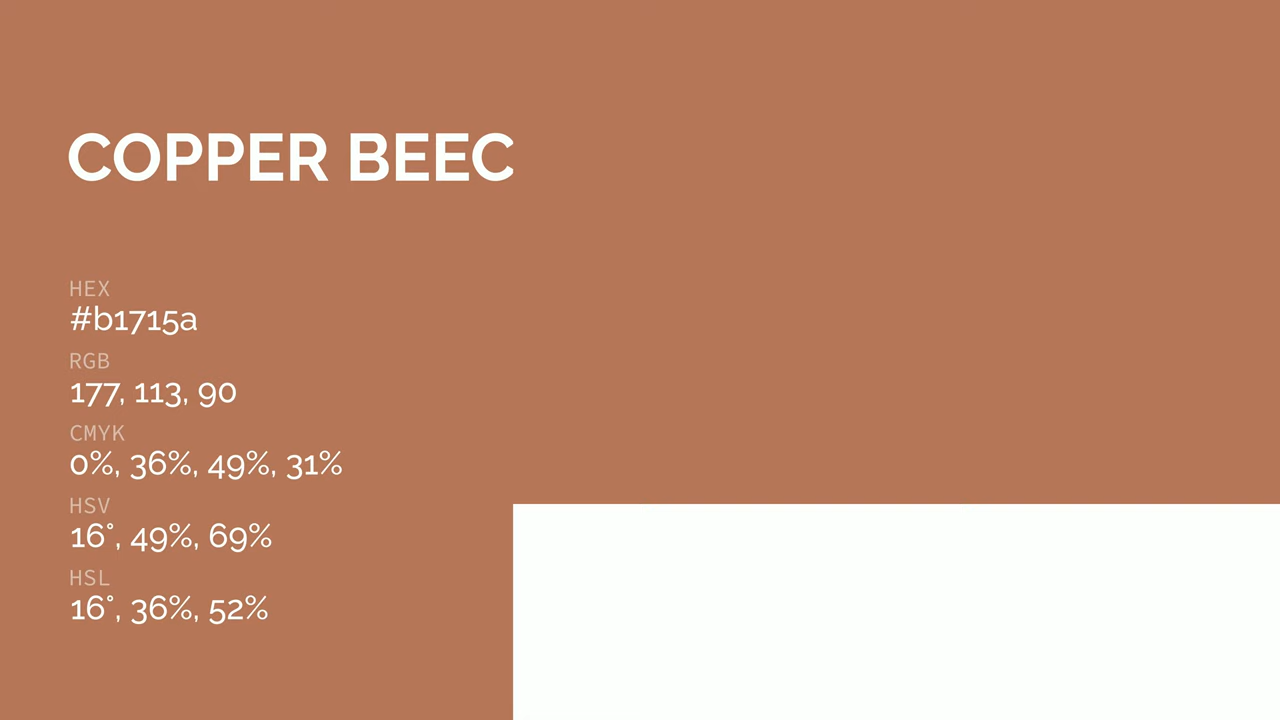 COPPER BEEC
HEX
#b1715a
RGB
177, 113, 90
CMYK
0%, 36%, 49%, 31%
HSV
16°, 49%, 69%
HSL
16°, 36%, 52%